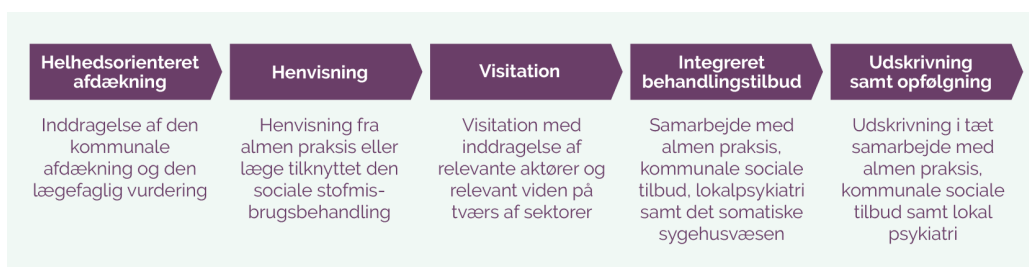 Helhedsorienteret
afdækning
Inddragelse af den
kommunale
afdækning og den
lægefaglig vurdering
Henvisning
Henvisning fra
almen praksis eller
læge tilknyttet den
sociale stofmis-
brugsbehandling
Visitation
Visitation med
inddragelse af
relevante aktører og
relevant viden på
tværs af sektorer
Integreret
behandlingstilbud
Samarbejde med
almen praksis,
kommunale sociale
tilbud, lokalpsykiatri
samt det somatiske
sygehusvæsen
Udskrivning
samt opfølgning
Udskrivning i tæt
samarbejde med
almen praksis,
kommunale sociale
tilbud samt lokal
psykiatri